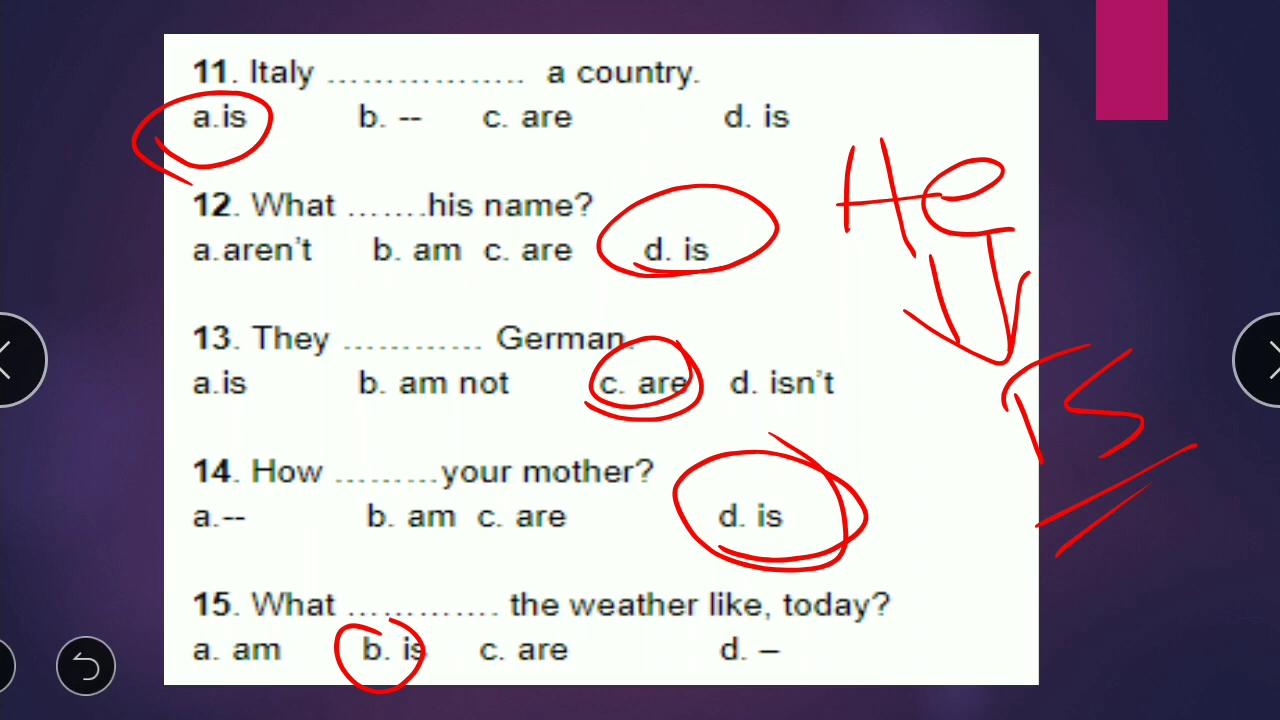 11. Italy ................. a country.
a.is b. -- c. are d. is
12. What .......his name?
a.aren't b. am c. are d. is
13. They ............ German.
a.is b. am not c. are d. isn't
14. How .........your mother?
a.-- b. am c. are d. is
15. What ............. the weather like, today?
a. am b. is c. are d. –
He
is